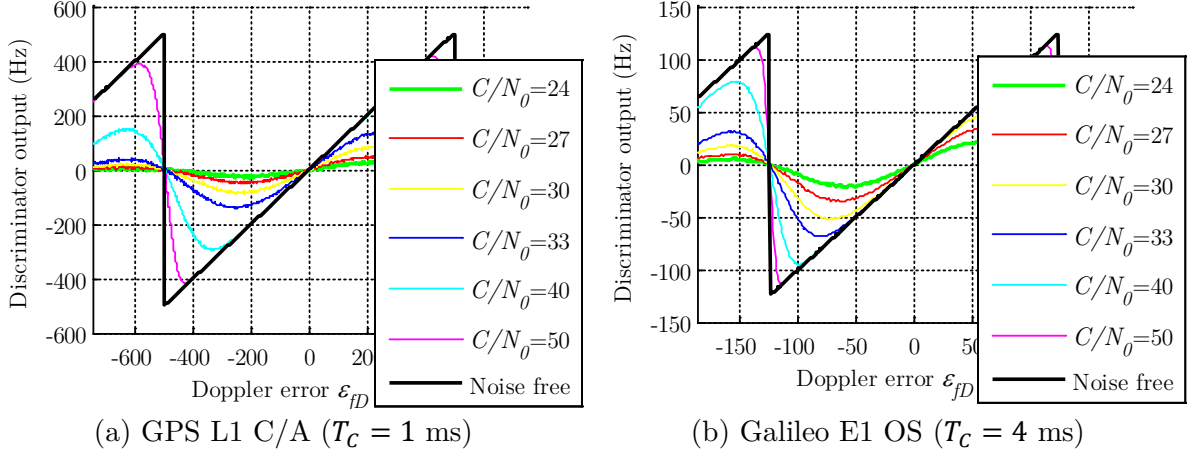 Discriminator output (Hz)
600
400
200
0
-200
-400
-600
-600
-400
-200
0
20
Doppler error εfD
C/N0=24
C/N0=27
C/N0=30
C/N0=33
C/N0=40
C/N0=50
Noise free
(a) GPS L1 C/A (TC = 1 ms)
Discriminator output (Hz)
150
100
50
0
-50
-100
-150
-150
-100
-50
0
50
Doppler error εfD
C/N0=24
C/N0=27
C/N0=30
C/N0=33
C/N0=40
C/N0=50
Noise free
(b) Galileo E1 OS (TC = 4 ms)